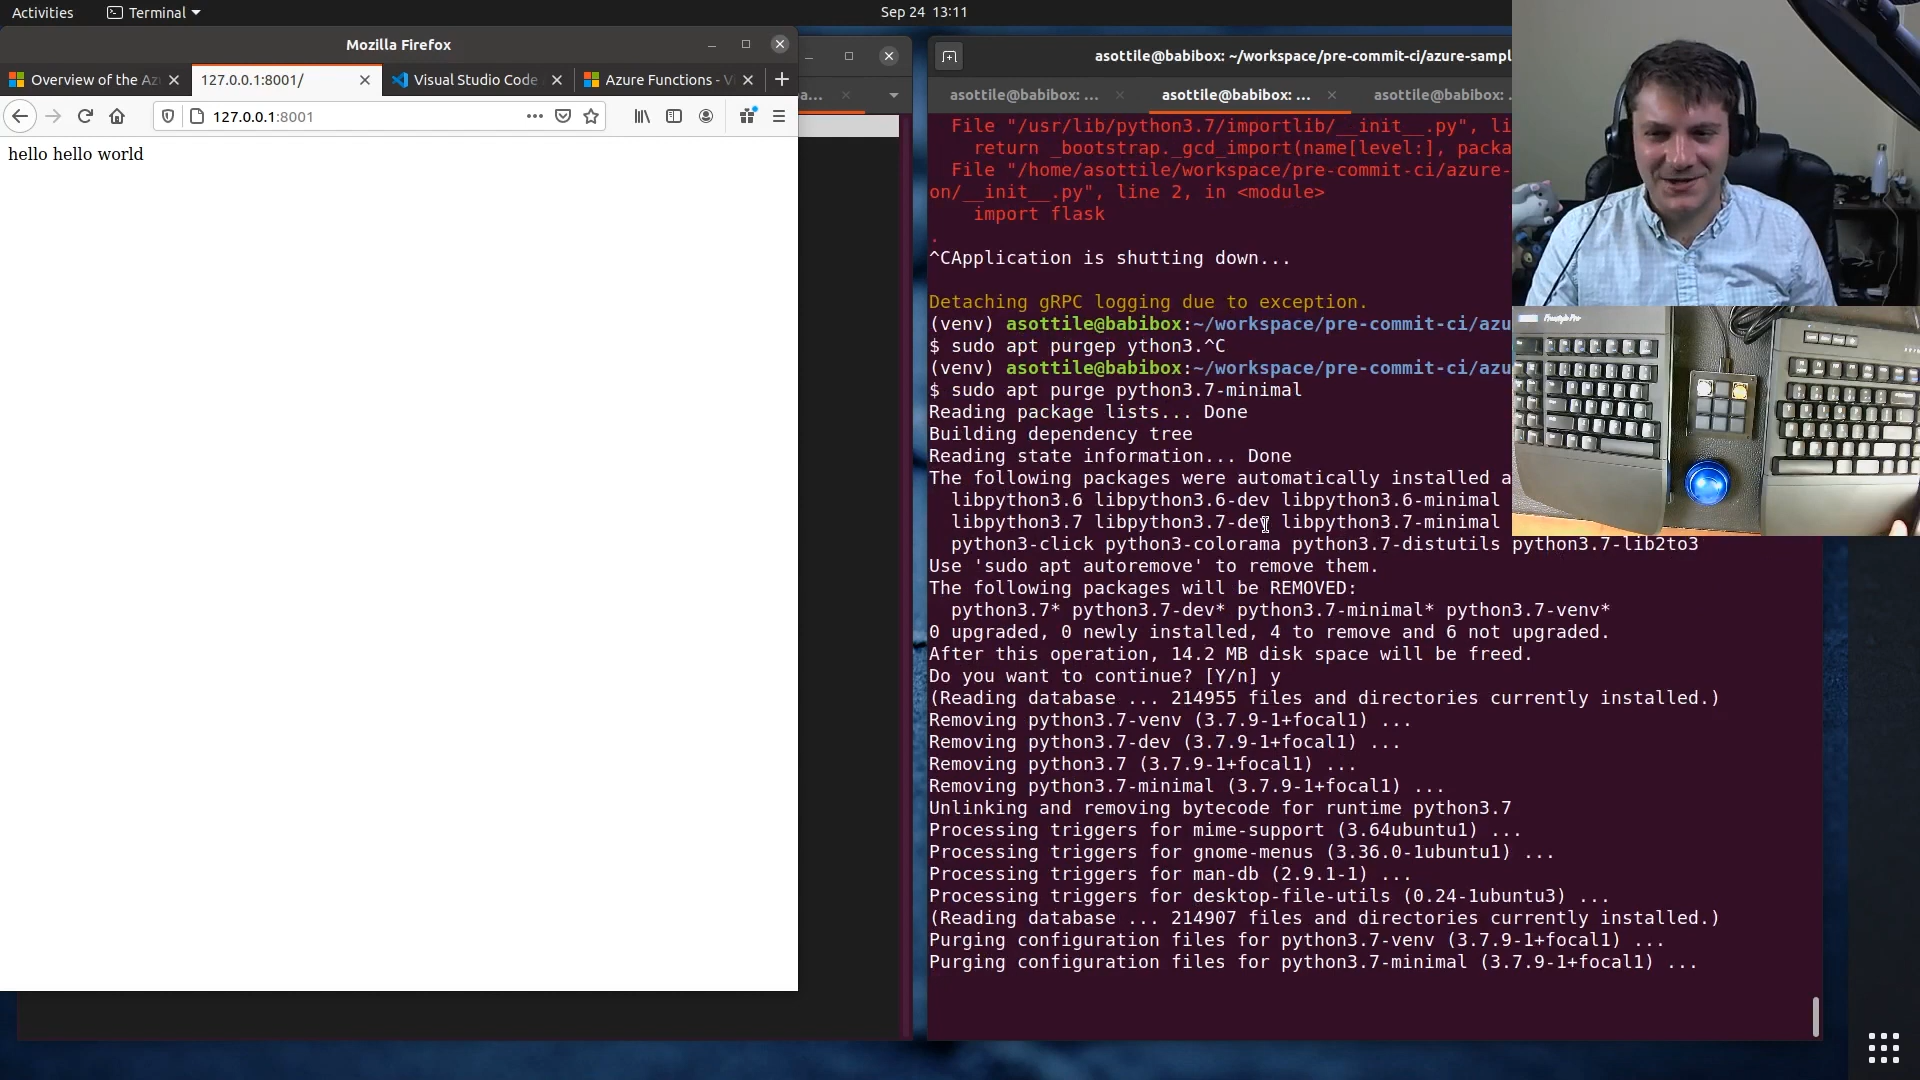 Activities
Terminal
Sep 24 13:11
Mozilla Firefox
Overview of the Az
127.0.0.1:8001/
Visual Studio Code
Azure Functions - V
127.0.0.1:8001
hello hello world
a...
asottile@babibox: ~/workspace/pre-commit-ci/azure-sampl
asottile@babibox: ...
asottile@babibox: ...
asottile@babibox: .
File "/usr/lib/python3.7/importlib/__init__.py", li
return _bootstrap._gcd_import(name[level:], packa
File "/home/asottile/workspace/pre-commit-ci/azure-
on/__init__.py", line 2, in <module>
import flask
.
^CApplication is shutting down...
Detaching gRPC logging due to exception.
(venv) asottile@babibox:~/workspace/pre-commit-ci/azu
$ sudo apt purgep ython3.^C
(venv) asottile@babibox:~/workspace/pre-commit-ci/azu
$ sudo apt purge python3.7-minimal
Reading package lists... Done
Building dependency tree
Reading state information... Done
The following packages were automatically installed a
libpython3.6 libpython3.6-dev libpython3.6-minimal
libpython3.7 libpython3.7-dev libpython3.7-minimal
python3-click python3-colorama python3.7-distutils python3.7-lib2to3
Use 'sudo apt autoremove' to remove them.
The following packages will be REMOVED:
python3.7* python3.7-dev* python3.7-minimal* python3.7-venv*
0 upgraded, 0 newly installed, 4 to remove and 6 not upgraded.
After this operation, 14.2 MB disk space will be freed.
Do you want to continue? [Y/n] y
(Reading database ... 214955 files and directories currently installed.)
Removing python3.7-venv (3.7.9-1+focal1) ...
Removing python3.7-dev (3.7.9-1+focal1) ...
Removing python3.7 (3.7.9-1+focal1) ...
Removing python3.7-minimal (3.7.9-1+focal1) ...
Unlinking and removing bytecode for runtime python3.7
Processing triggers for mime-support (3.64ubuntu1) ...
Processing triggers for gnome-menus (3.36.0-1ubuntu1) ...
Processing triggers for man-db (2.9.1-1) ...
Processing triggers for desktop-file-utils (0.24-1ubuntu3) ...
(Reading database ... 214907 files and directories currently installed.)
Purging configuration files for python3.7-venv (3.7.9-1+focal1) ...
Purging configuration files for python3.7-minimal (3.7.9-1+focal1) ...
Freestyle Pro